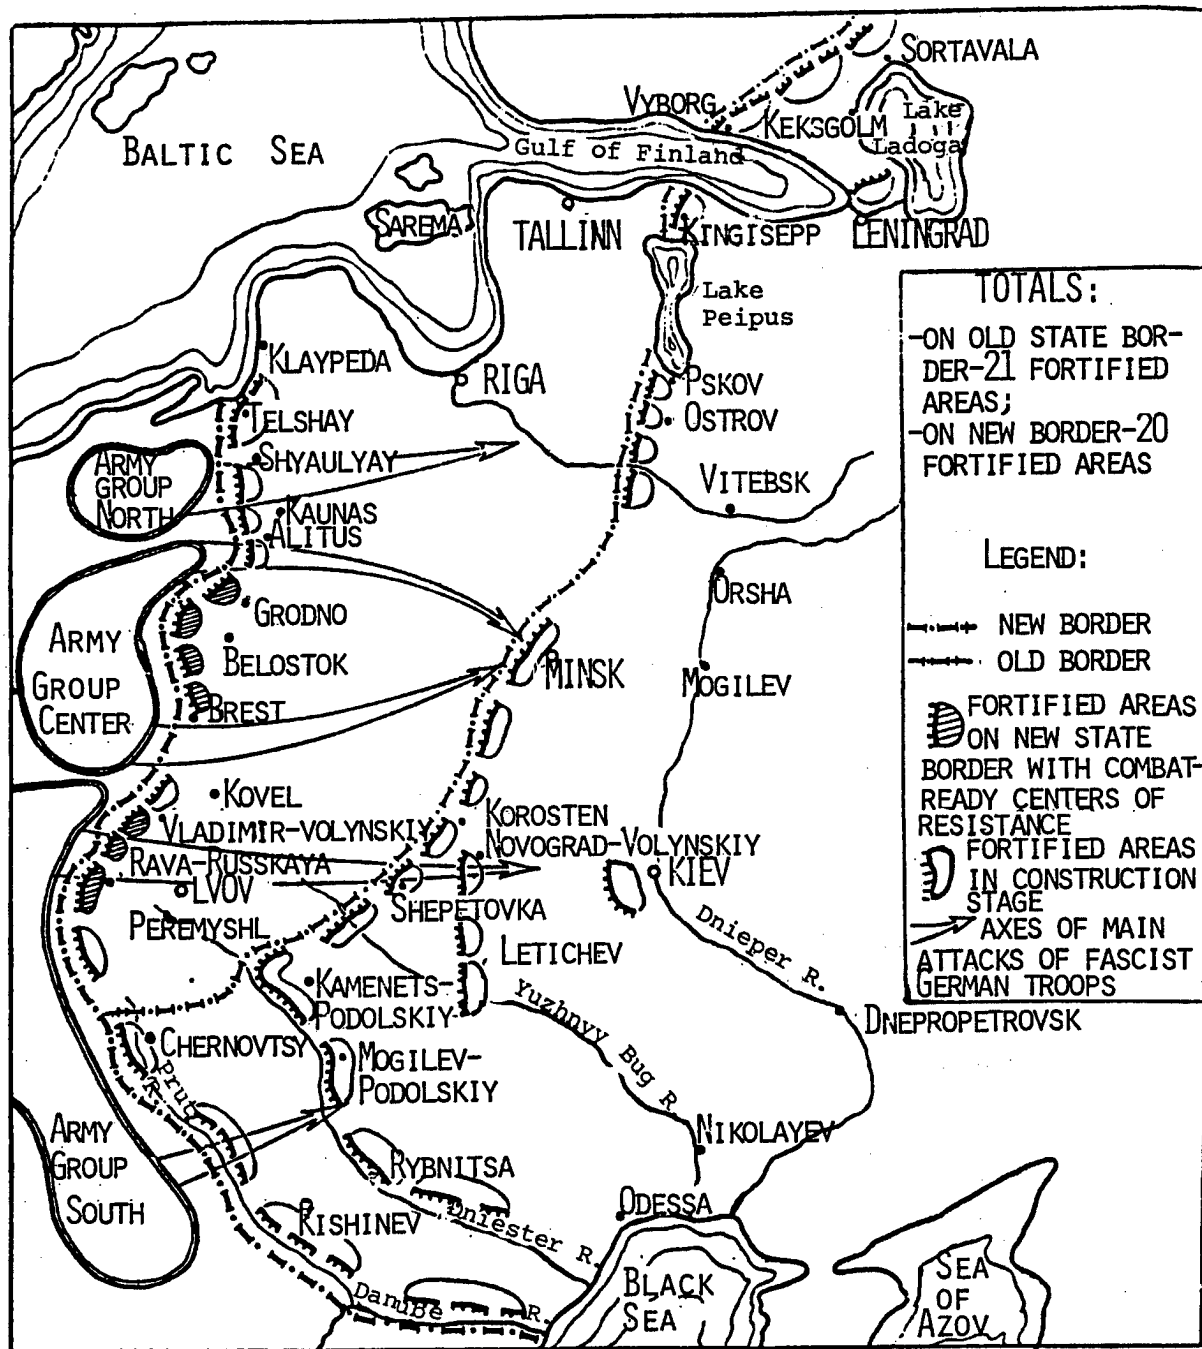 SORTAVALA
VYBORG
KEKSGOLM
Lake
Ladoga
BALTIC SEA
Gulf of Finland
SAREMA
TALLINN
KINGISEPP
LENINGRAD
Lake
Peipus
KLAYPEDA
RIGA
PSKOV
TELSHAY
OSTROV
SHYAULYAY
ARMY
GROUP
NORTH
VITEBSK
KAUNAS
ALITUS
ORSHA
GRODNO
ARMY
GROUP
CENTER
BELOSTOK
MINSK
MOGILEV
BREST
KOVEL
VLADIMIR-VOLYNSKIY
KOROSTEN
NOVOGRAD-VOLYNSKIY
RAVA-RUSSKAYA
LVOV
KIEV
SHEPETOVKA
PEREMYSHL
LETICHEV
Dnieper R.
KAMENETS-
PODOLSKIY
Yuzhnyy Bug R.
DNEPROPETROVSK
CHERNOVTSY
Prut
R.
MOGILEV-
PODOLSKIY
ARMY
GROUP
SOUTH
NIKOLAYEV
RYBNITSA
KISHINEV
Dniester R.
ODESSA
Danube R.
BLACK
SEA
SEA
OF
AZOV
TOTALS:
-ON OLD STATE BOR-
DER-21 FORTIFIED
AREAS;
-ON NEW BORDER-20
FORTIFIED AREAS
LEGEND:
NEW BORDER
OLD BORDER
FORTIFIED AREAS
ON NEW STATE
BORDER WITH COMBAT-
READY CENTERS OF
RESISTANCE
FORTIFIED AREAS
IN CONSTRUCTION
STAGE
AXES OF MAIN
ATTACKS OF FASCIST
GERMAN TROOPS